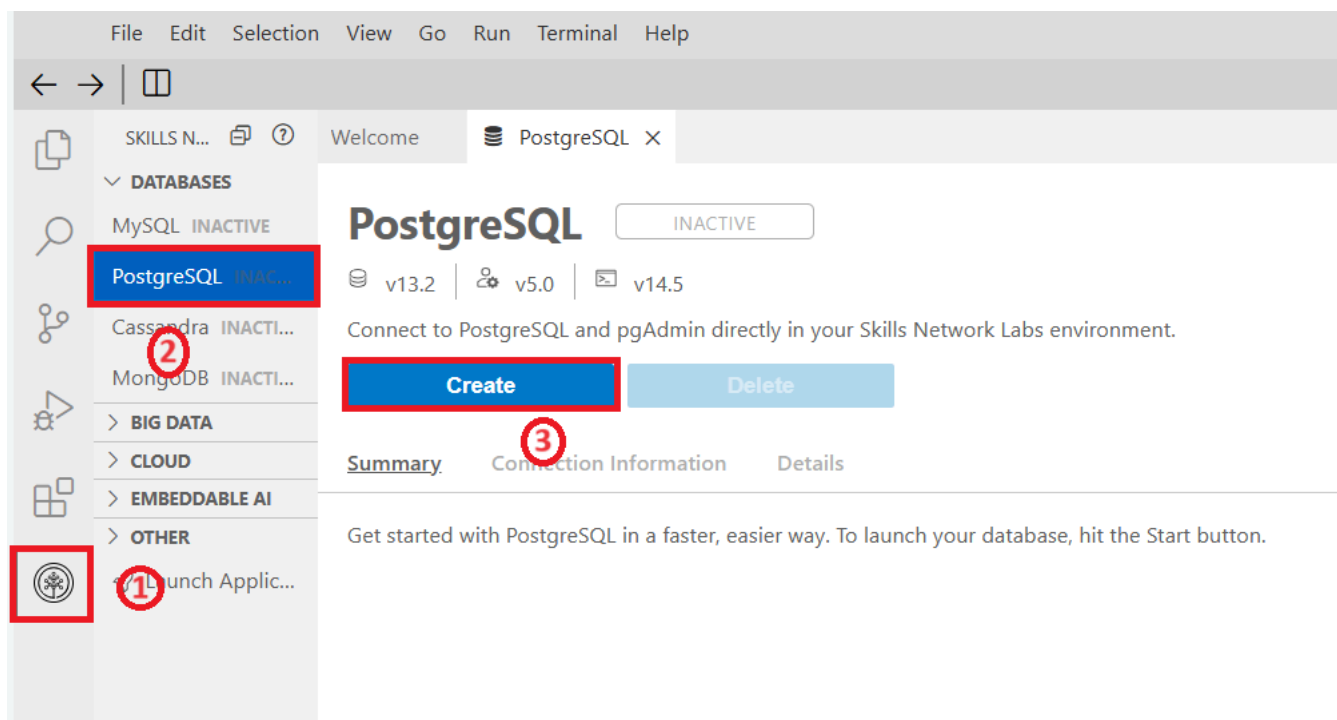 File Edit Selection View Go Run Terminal Help
SKILLS N...
Welcome
PostgreSQL
DATABASES
MySQL INACTIVE
PostgreSQL INAC...
Cassandra INACTI...
2
MongoDB INACTI...
BIG DATA
CLOUD
EMBEDDABLE AI
OTHER
Launch Applic...
1
PostgreSQL INACTIVE
v13.2 v5.0 v14.5
Connect to PostgreSQL and pgAdmin directly in your Skills Network Labs environment.
Create Delete
3
Summary Connection Information Details
Get started with PostgreSQL in a faster, easier way. To launch your database, hit the Start button.